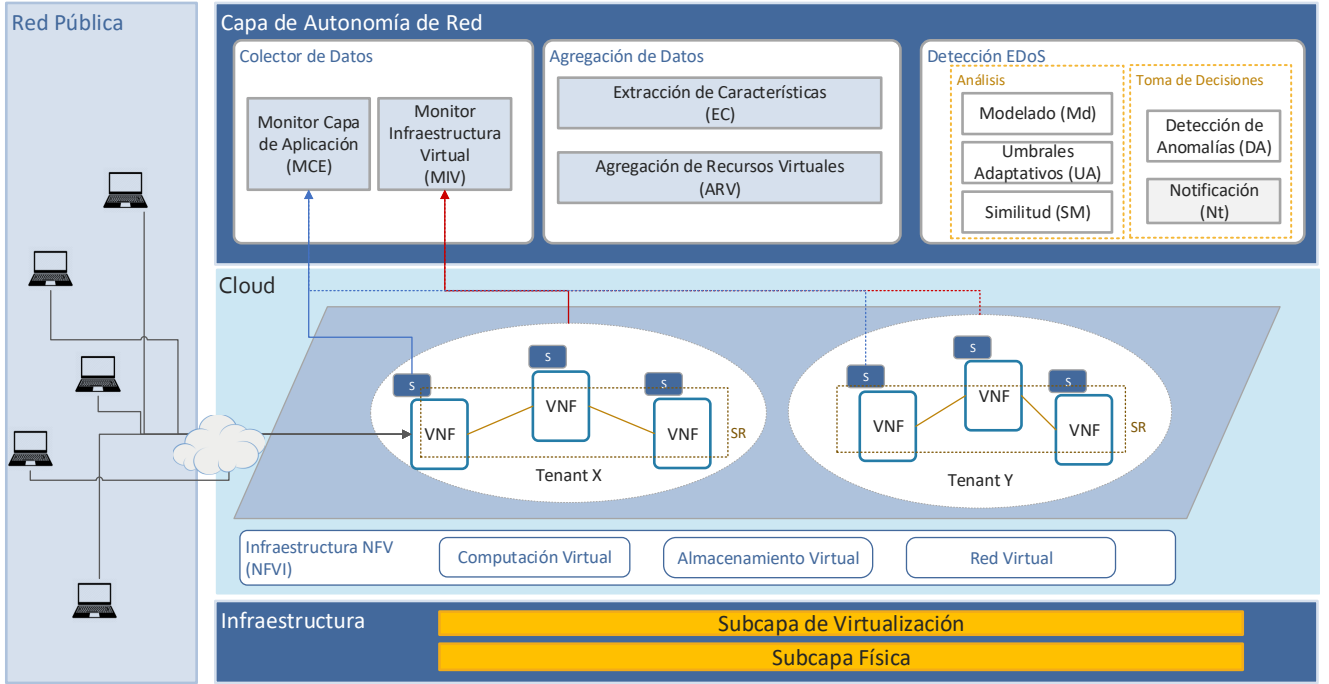 Red Pública
Capa de Autonomía de Red
Colector de Datos
Monitor Capa
de Aplicación
(MCE)
Monitor
Infraestructura
Virtual
(MIV)
Agregación de Datos
Extracción de Características
(EC)
Agregación de Recursos Virtuales
(ARV)
Detección EDoS
Análisis
Modelado (Md)
Umbrales
Adaptativos (UA)
Similitud (SM)
Toma de Decisiones
Detección de
Anomalías (DA)
Notificación
(Nt)
Cloud
S
S
S
VNF
VNF
VNF
SR
Tenant X
S
S
S
VNF
VNF
VNF
SR
Tenant Y
Infraestructura NFV
(NFVI)
Computación Virtual
Almacenamiento Virtual
Red Virtual
Infraestructura
Subcapa de Virtualización
Subcapa Física